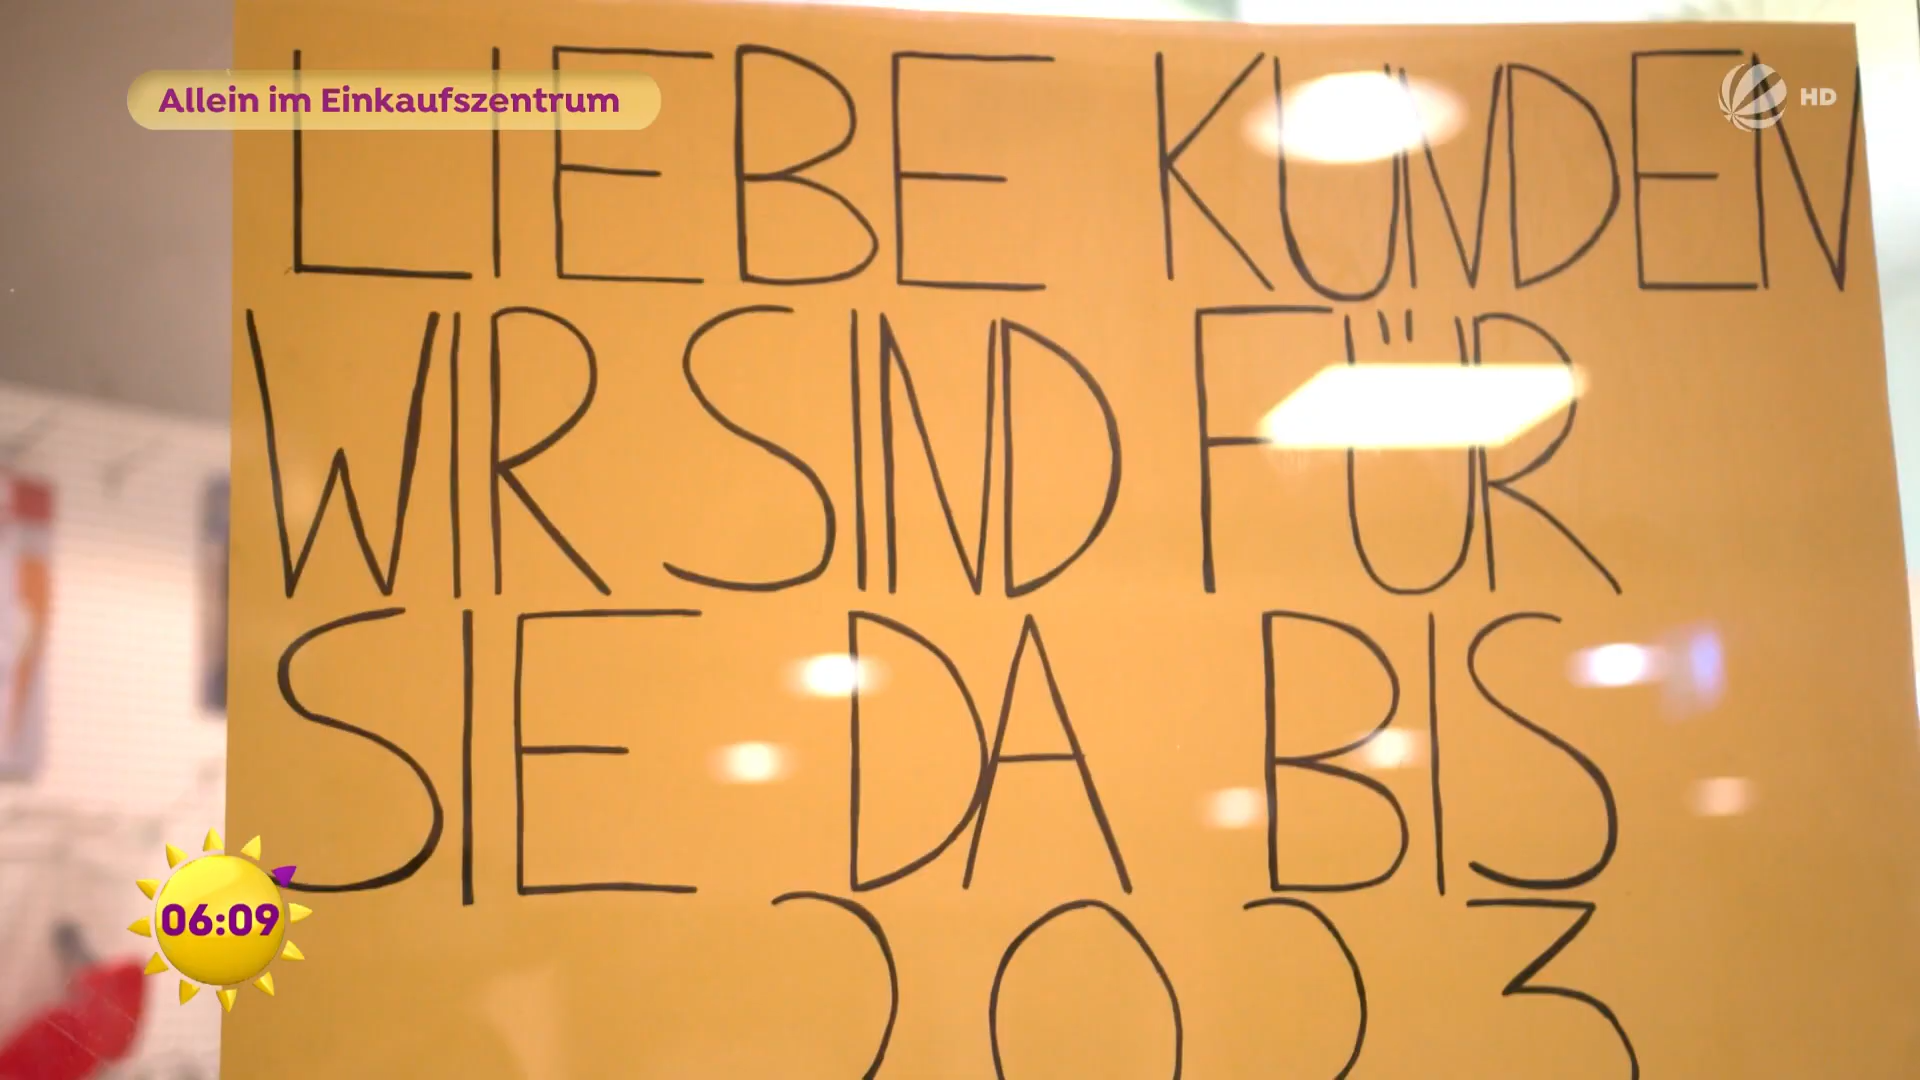 Allein im Einkaufszentrum
HD
LIEBE KUNDEN
WIR SIND FÜR
SIE DA BIS
2023
06:09